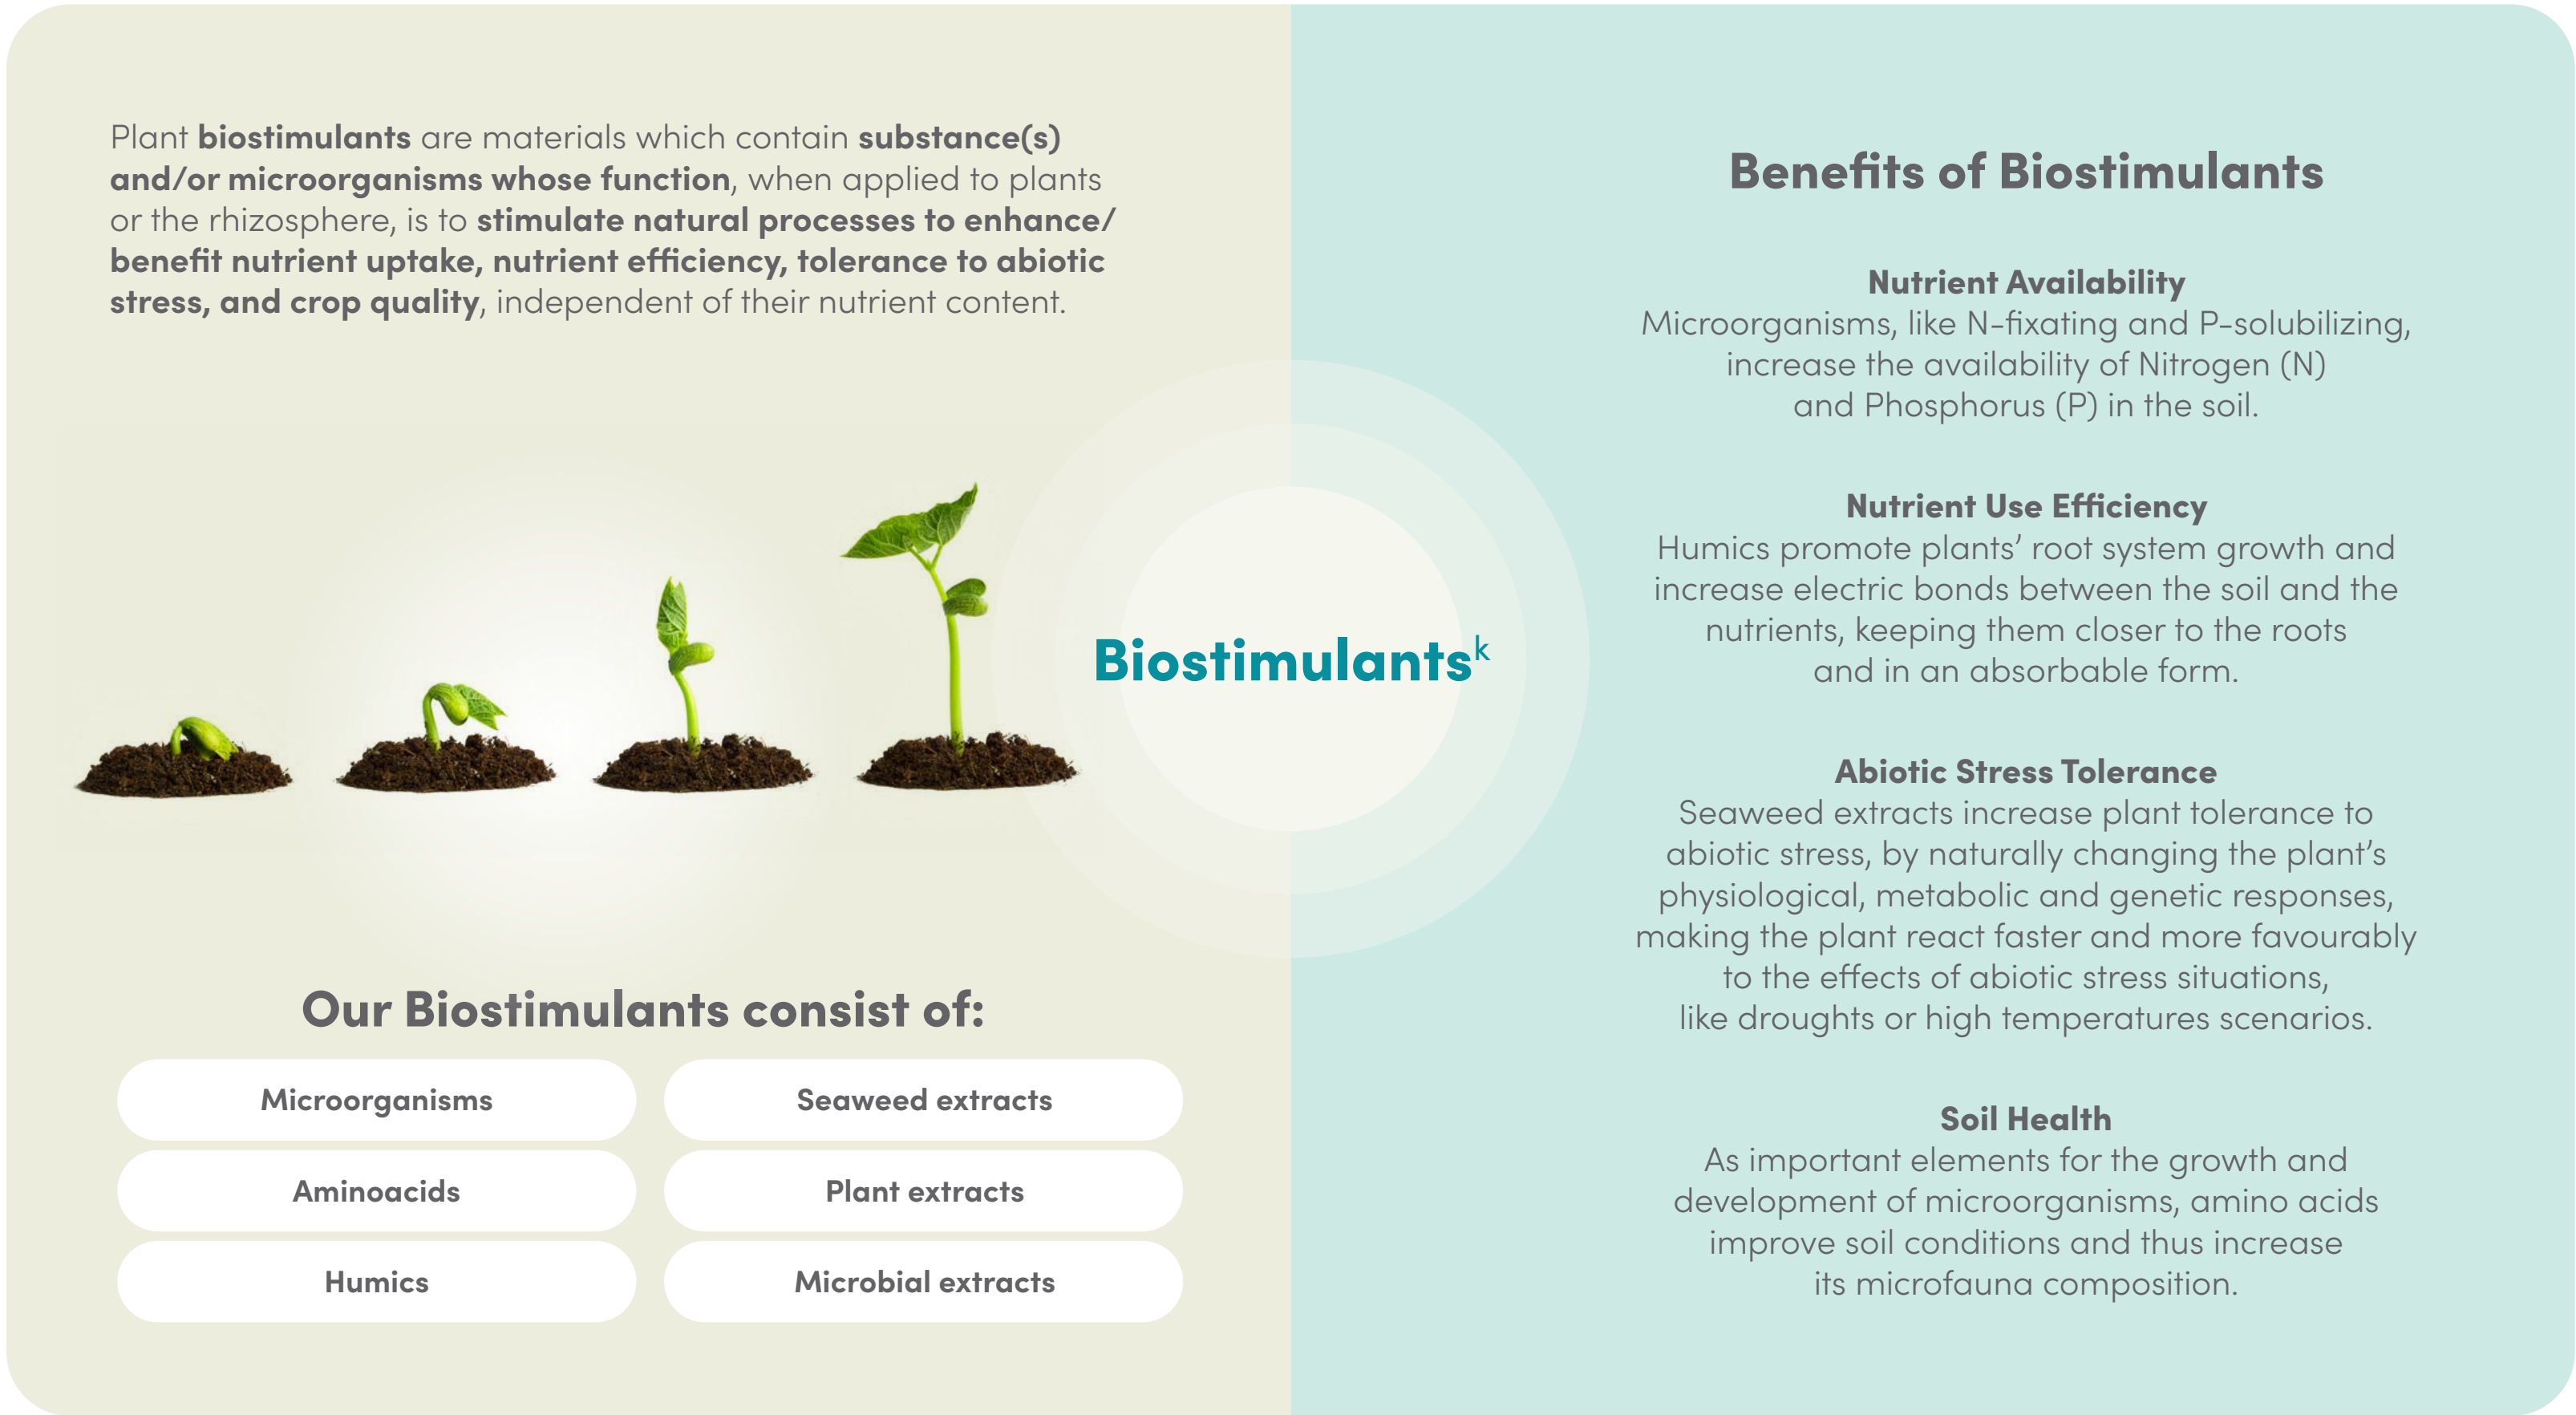 Plant biostimulants are materials which contain substance(s)
and/or microorganisms whose function, when applied to plants
or the rhizosphere, is to stimulate natural processes to enhance/
benefit nutrient uptake, nutrient efficiency, tolerance to abiotic
stress, and crop quality, independent of their nutrient content.
Biostimulantsᵏ
Our Biostimulants consist of:
Microorganisms
Seaweed extracts
Aminoacids
Plant extracts
Humics
Microbial extracts
Benefits of Biostimulants
Nutrient Availability
Microorganisms, like N-fixating and P-solubilizing,
increase the availability of Nitrogen (N)
and Phosphorus (P) in the soil.
Nutrient Use Efficiency
Humics promote plants’ root system growth and
increase electric bonds between the soil and the
nutrients, keeping them closer to the roots
and in an absorbable form.
Abiotic Stress Tolerance
Seaweed extracts increase plant tolerance to
abiotic stress, by naturally changing the plant’s
physiological, metabolic and genetic responses,
making the plant react faster and more favourably
to the effects of abiotic stress situations,
like droughts or high temperatures scenarios.
Soil Health
As important elements for the growth and
development of microorganisms, amino acids
improve soil conditions and thus increase
its microfauna composition.